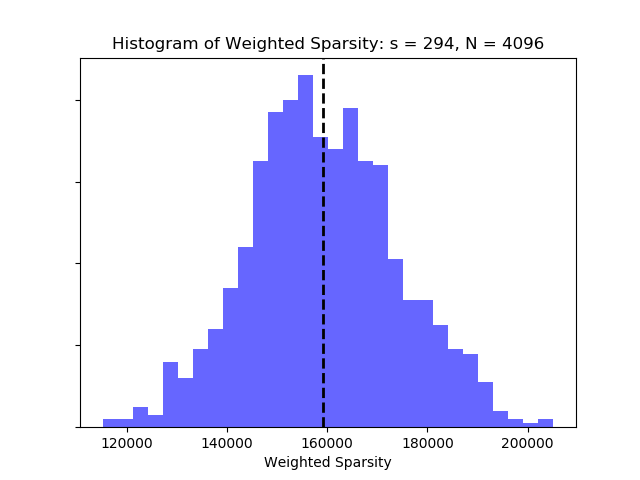 Histogram of Weighted Sparsity: s = 294, N = 4096
120000 140000 160000 180000 200000
Weighted Sparsity